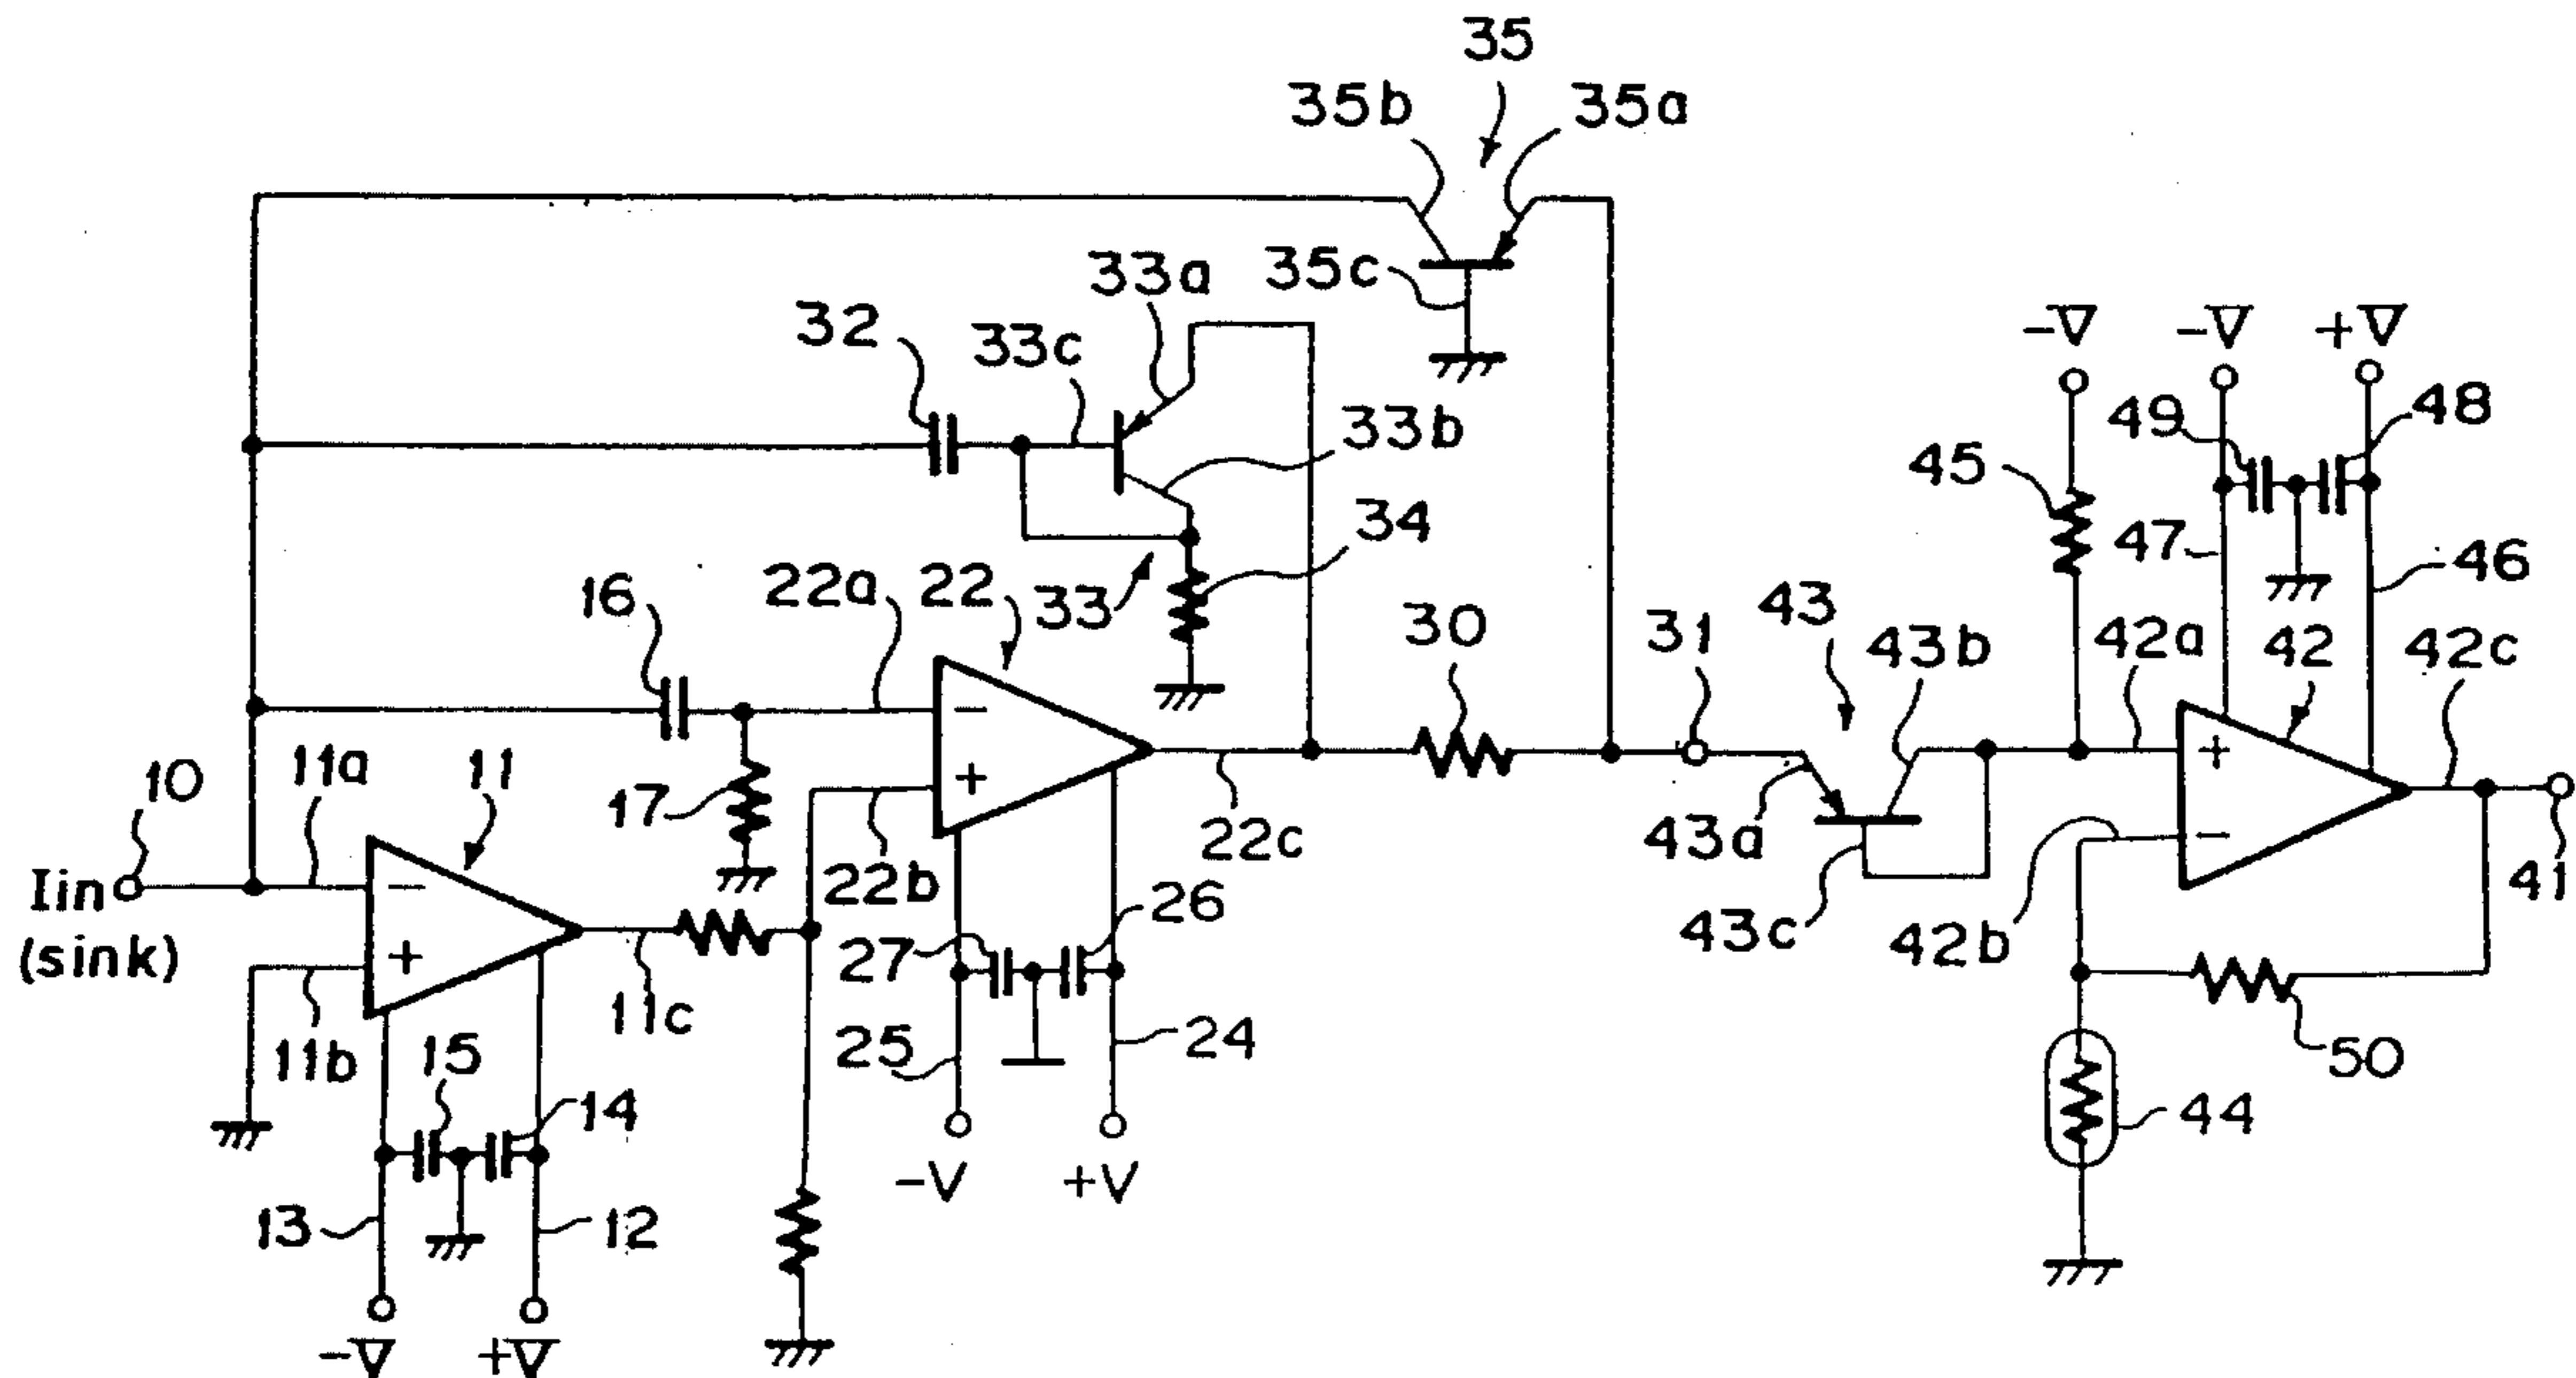 35
35b
35a
35c
33a
32
33c
33b
34
-V
-V
+V
49
48
45
47
46
16
22a
22
33
30
31
43
43b
42a
42
42c
+
-
10
11a
11
17
-
+
22b
22c
43a
43c
42b
41
Iin
(sink)
-
+
11b
11c
27
26
25
24
50
15
14
44
-V
+V
13
12
-V
+V